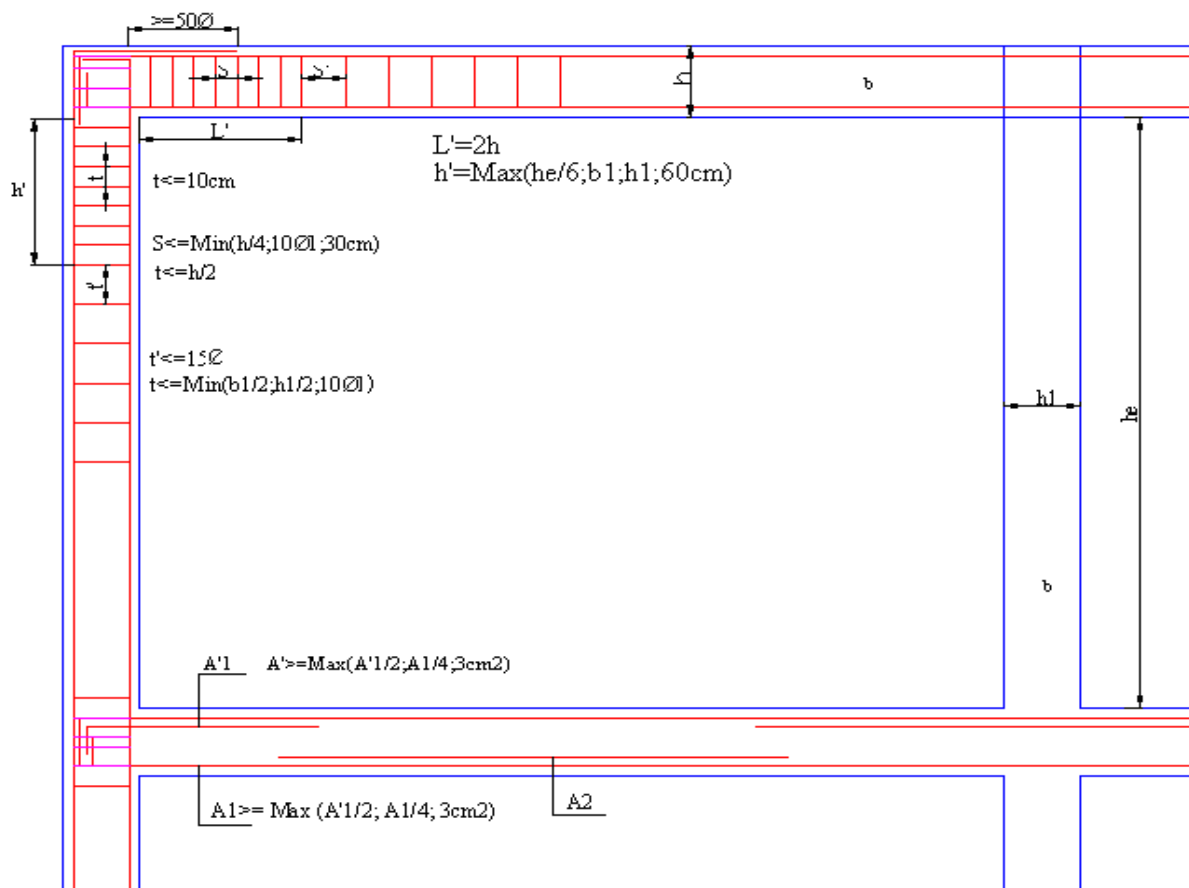 >=50Ø
S
S'
h
b
L'
L'=2h
h'=Max(he/6;b1;h1;60cm)
h'
t
t<=10cm
S<=Min(h/4;10Øl;30cm)
t<=h/2
t'
t'<=15Ø
t<=Min(b1/2;h1/2;10Øl)
h1
he
b
A'1 A'>=Max(A'1/2;A1/4;3cm2)
A2
A1>= Max (A'1/2; A1/4; 3cm2)